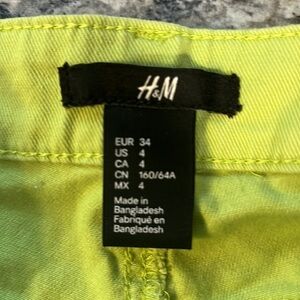 H&M
EUR 34
US 4
CA 4
CN 160/64A
MX 4
Made in
Bangladesh
Fabriqué en
Bangladesh